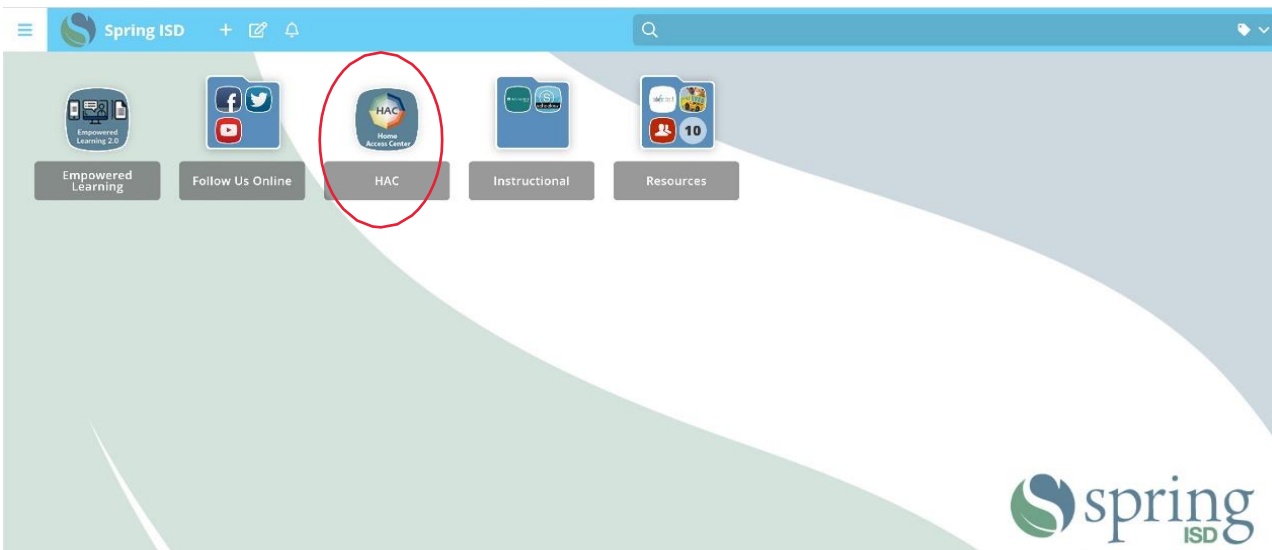 Spring ISD
Empowered
Learning 2.0
HAC
Home
Access Center
10
Empowered
Learning
Follow Us Online
HAC
Instructional
Resources
spring
ISD